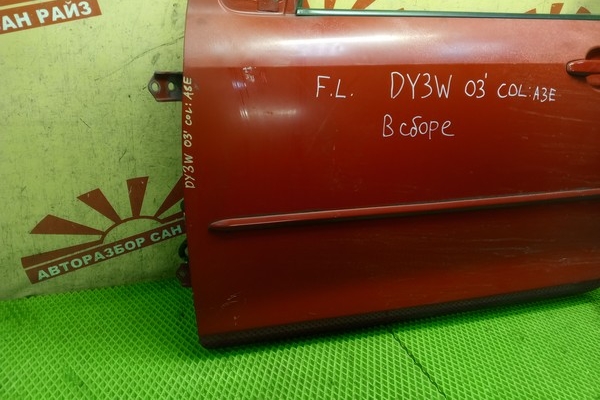 АН РАЙЗ
F.L. DY3W 03' COL:A3E
В сборе
DY3W 03' COL: A3E
АВТОРАЗБОР САН